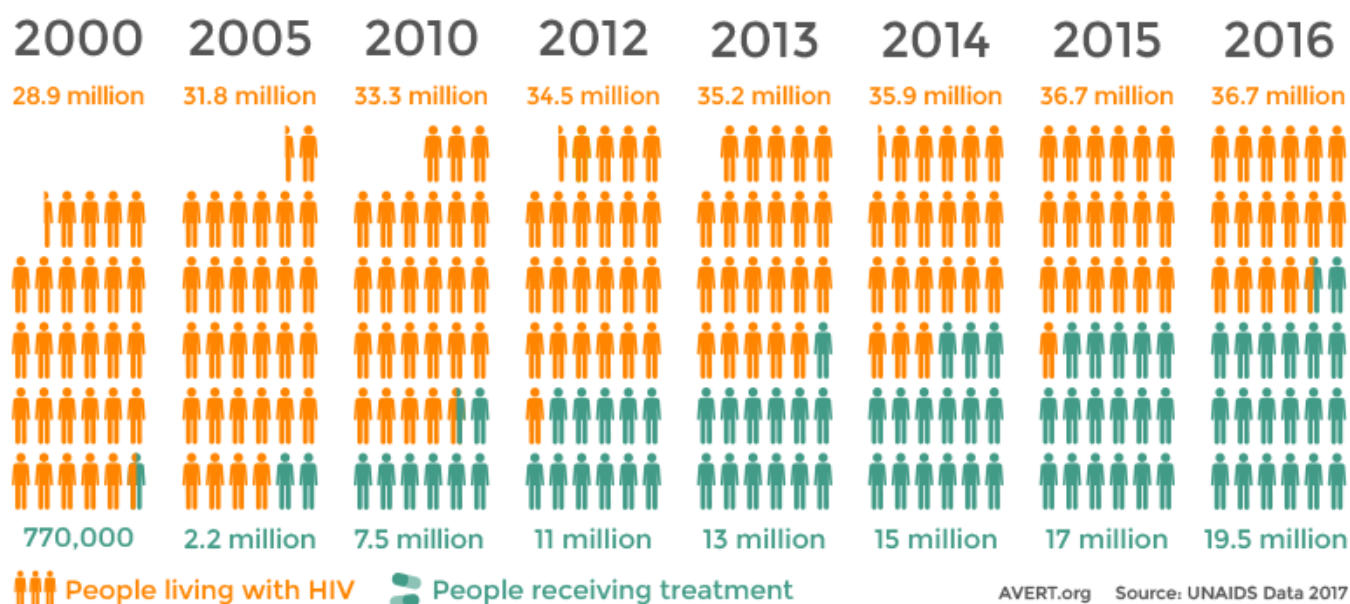 2000 2005 2010 2012 2013 2014 2015 2016
28.9 million 31.8 million 33.3 million 34.5 million 35.2 million 35.9 million 36.7 million 36.7 million
770,000 2.2 million 7.5 million 11 million 13 million 15 million 17 million 19.5 million
People living with HIV People receiving treatment AVERT.org Source: UNAIDS Data 2017